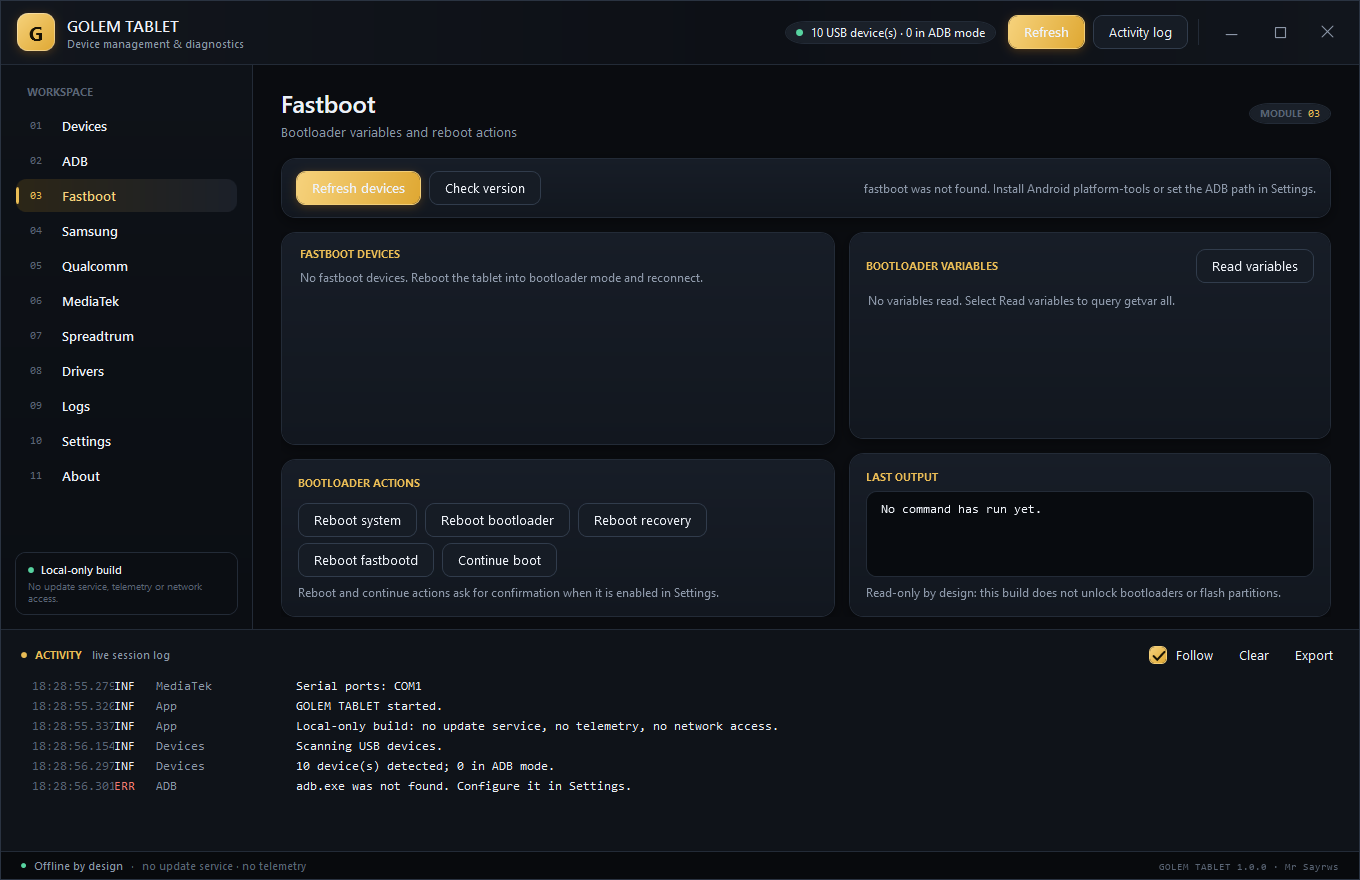 G
GOLEM TABLET
Device management & diagnostics
10 USB device(s) · 0 in ADB mode
Refresh
Activity log
WORKSPACE
01 Devices
02 ADB
03 Fastboot
04 Samsung
05 Qualcomm
06 MediaTek
07 Spreadtrum
08 Drivers
09 Logs
10 Settings
11 About
Local-only build
No update service, telemetry or network
access.
Fastboot
Bootloader variables and reboot actions
MODULE 03
Refresh devices
Check version
fastboot was not found. Install Android platform-tools or set the ADB path in Settings.
FASTBOOT DEVICES
No fastboot devices. Reboot the tablet into bootloader mode and reconnect.
BOOTLOADER VARIABLES
Read variables
No variables read. Select Read variables to query getvar all.
BOOTLOADER ACTIONS
Reboot system
Reboot bootloader
Reboot recovery
Reboot fastbootd
Continue boot
Reboot and continue actions ask for confirmation when it is enabled in Settings.
LAST OUTPUT
No command has run yet.
Read-only by design: this build does not unlock bootloaders or flash partitions.
ACTIVITY live session log
Follow
Clear
Export
18:28:55.279 INF MediaTek Serial ports: COM1
18:28:55.320 INF App GOLEM TABLET started.
18:28:55.337 INF App Local-only build: no update service, no telemetry, no network access.
18:28:56.154 INF Devices Scanning USB devices.
18:28:56.297 INF Devices 10 device(s) detected; 0 in ADB mode.
18:28:56.301 ERR ADB adb.exe was not found. Configure it in Settings.
Offline by design · no update service · no telemetry
GOLEM TABLET 1.0.0 · Mr Sayrws